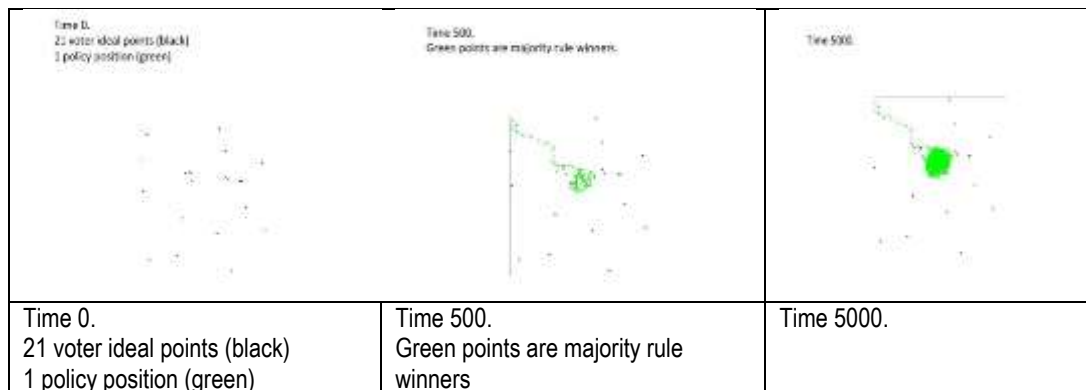 Time 0.
21 voter ideal points (black)
1 policy position (green)
Time 500.
Green points are majority rule winners.
Time 5000.
Time 0.
21 voter ideal points (black)
1 policy position (green)
Time 500.
Green points are majority rule
winners
Time 5000.